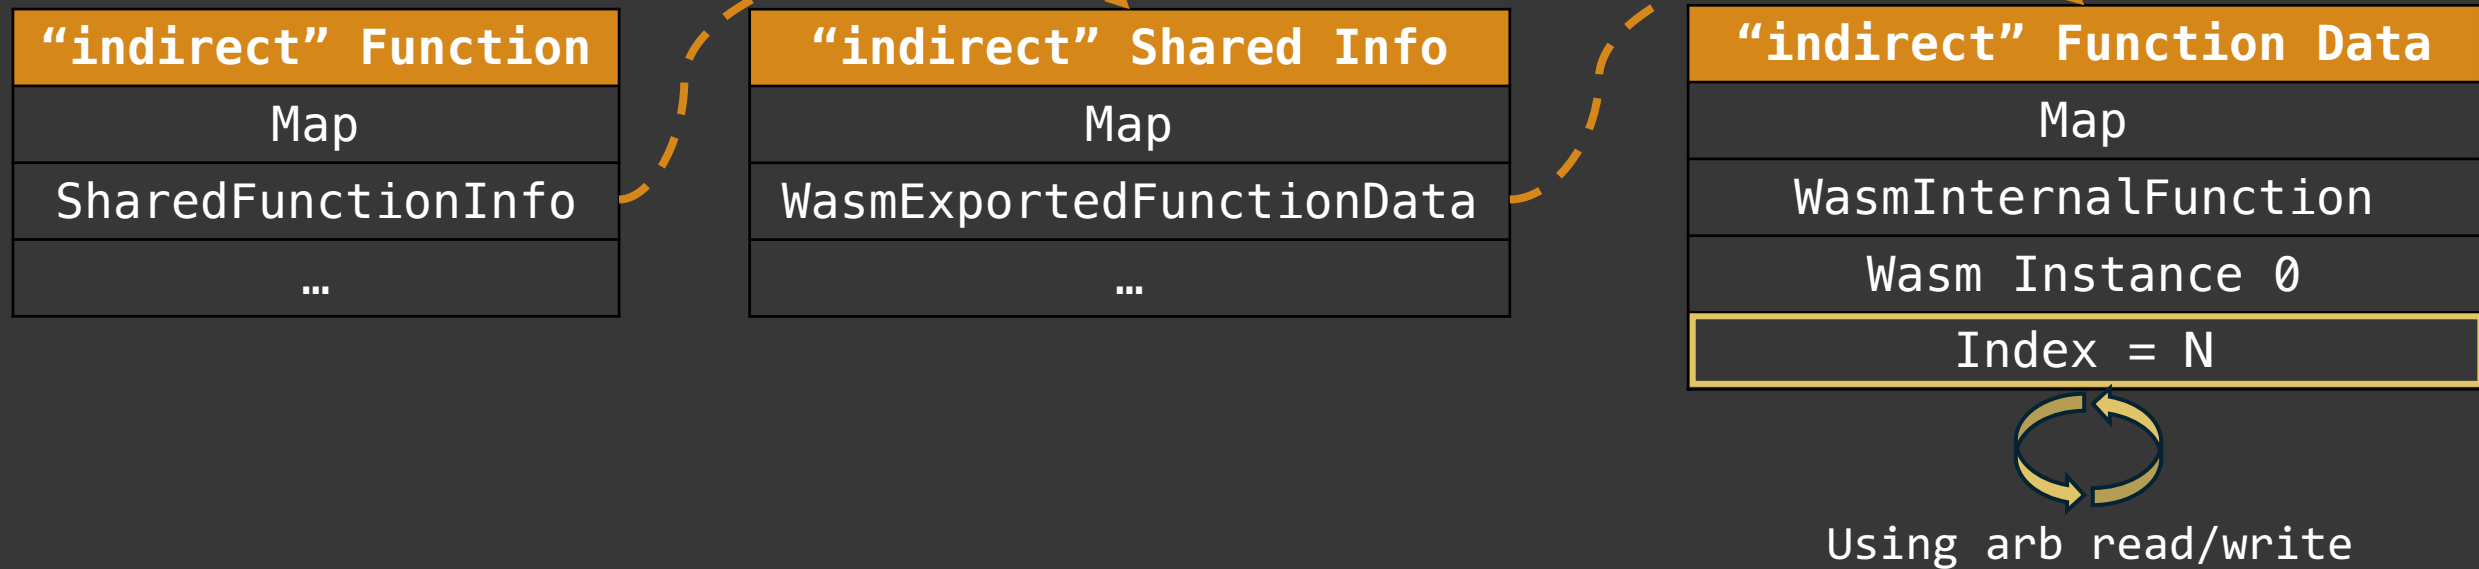 “indirect” Function
Map
SharedFunctionInfo
…
“indirect” Shared Info
Map
WasmExportedFunctionData
…
“indirect” Function Data
Map
WasmInternalFunction
Wasm Instance 0
Index = N
Using arb read/write